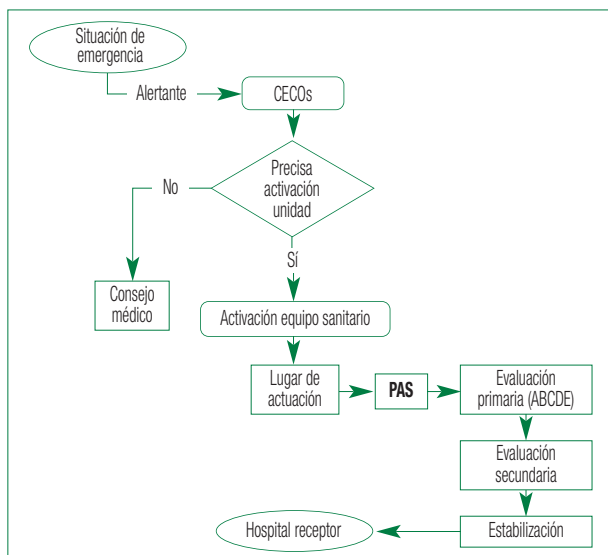 Situación de
emergencia
Alertante
CECOs
Precisa
activación
unidad
No
Sí
Consejo
médico
Activación equipo sanitario
Lugar de
actuación
PAS
Evaluación
primaria (ABCDE)
Evaluación
secundaria
Estabilización
Hospital receptor